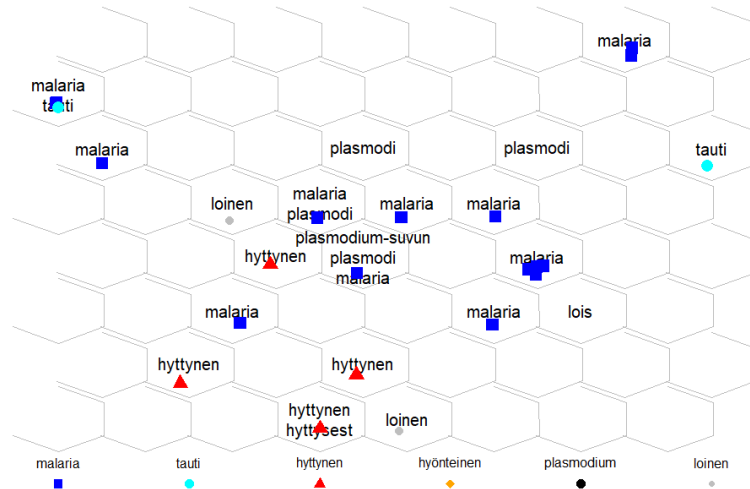 malaria
malaria
tauti
malaria
plasmodi
plasmodi
tauti
loinen
malaria
plasmodi
malaria
malaria
hyttynen
plasmodium-suvun
plasmodi
malaria
malaria
malaria
malaria
lois
hyttynen
hyttynen
hyttynen
hyttysest
loinen
malaria tauti hyttynen hyönteinen plasmodium loinen